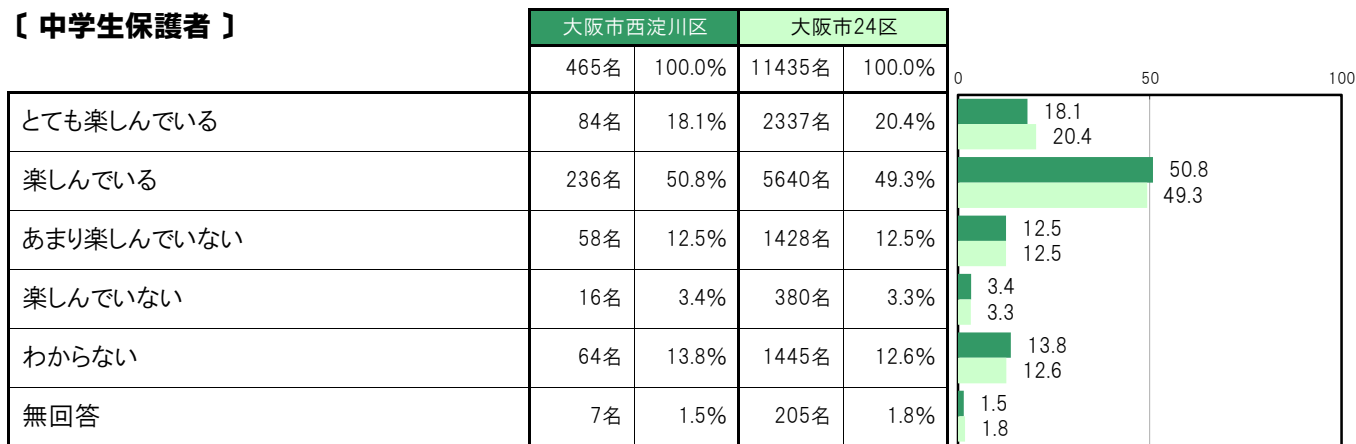 〔 中学生保護者 〕
大阪市西淀川区 大阪市24区
465名 100.0% 11435名 100.0%
0 50 100
とても楽しんでいる 84名 18.1% 2337名 20.4%
18.1
20.4
楽しんでいる 236名 50.8% 5640名 49.3%
50.8
49.3
あまり楽しんでいない 58名 12.5% 1428名 12.5%
12.5
12.5
楽しんでいない 16名 3.4% 380名 3.3%
3.4
3.3
わからない 64名 13.8% 1445名 12.6%
13.8
12.6
無回答 7名 1.5% 205名 1.8%
1.5
1.8